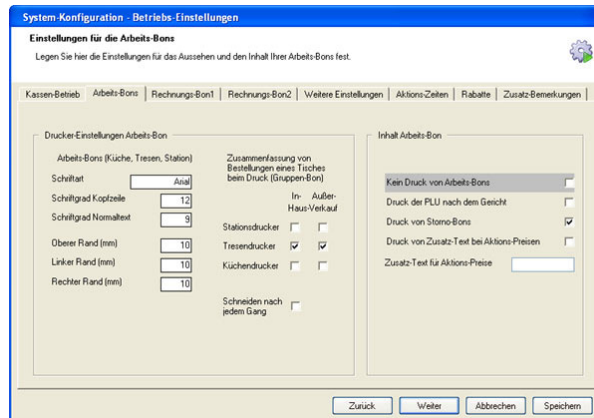 System-Konfiguration - Betriebs-Einstellungen
Einstellungen für die Arbeits-Bons
Legen Sie hier die Einstellungen für das Aussehen und den Inhalt Ihrer Arbeits-Bons fest.
Kassen-Betrieb Arbeits-Bons Rechnungs-Bon1 Rechnungs-Bon2 Weitere Einstellungen Aktions-Zeiten Rabatte Zusatz-Bemerkungen
Drucker-Einstellungen Arbeits-Bon
Arbeits-Bons (Küche, Tresen, Station)
Schriftart Arial
Schriftgrad Kopfzeile 12
Schriftgrad Normaltext 9
Oberer Rand (mm) 10
Linker Rand (mm) 10
Rechter Rand (mm) 10
Zusammenfassung von
Bestellungen eines Tisches
beim Druck (Gruppen-Bon)
In- Außer-
Haus Verkauf
Stationsdrucker
Tresendrucker
Küchendrucker
Schneiden nach
jedem Gang
Inhalt Arbeits-Bon
Kein Druck von Arbeits-Bons
Druck der PLU nach dem Gericht
Druck von Storno-Bons
Druck von Zusatz-Text bei Aktions-Preisen
Zusatz-Text für Aktions-Preise
Zurück Weiter Abbrechen Speichern